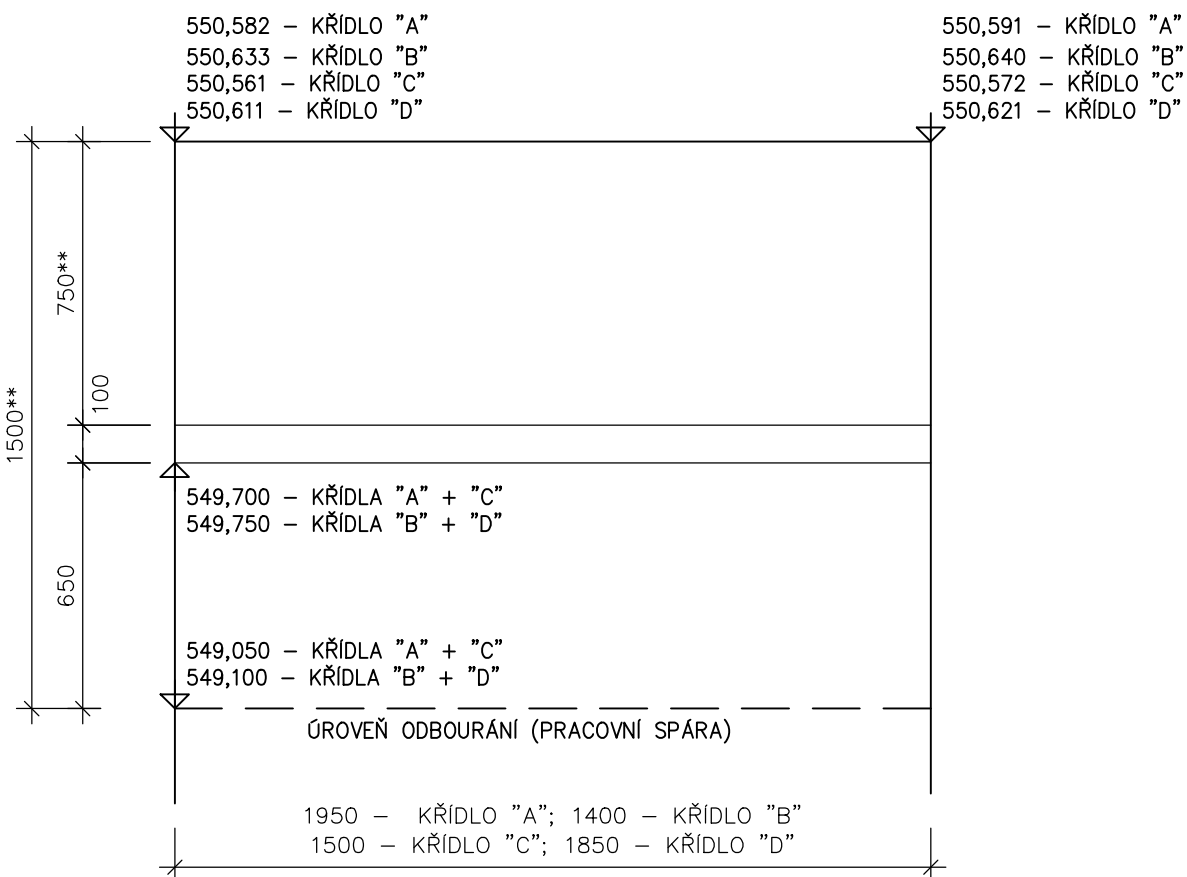 550,582 – KŘÍDLO "A"
550,633 – KŘÍDLO "B"
550,561 – KŘÍDLO "C"
550,611 – KŘÍDLO "D"
550,591 – KŘÍDLO "A"
550,640 – KŘÍDLO "B"
550,572 – KŘÍDLO "C"
550,621 – KŘÍDLO "D"
750**
100
1500**
549,700 – KŘÍDLA "A" + "C"
549,750 – KŘÍDLA "B" + "D"
650
549,050 – KŘÍDLA "A" + "C"
549,100 – KŘÍDLA "B" + "D"
ÚROVEŇ ODBOURÁNÍ (PRACOVNÍ SPÁRA)
1950 – KŘÍDLO "A"; 1400 – KŘÍDLO "B"
1500 – KŘÍDLO "C"; 1850 – KŘÍDLO "D"